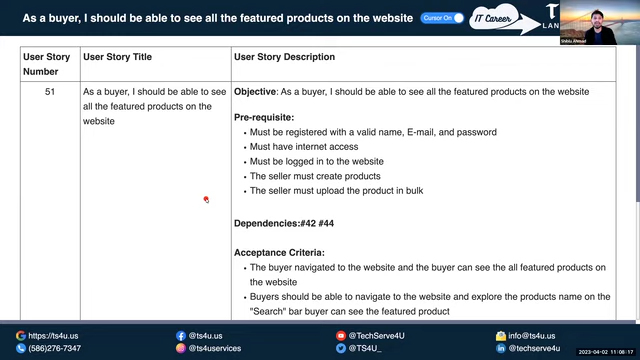 As a buyer, I should be able to see all the featured products on the website
Cursor On
IT Career
T
LAN
Shibbir Ahmed
User Story
Number
User Story Title
User Story Description
51
As a buyer, I should be able to see
all the featured products on the
website
Objective: As a buyer, I should be able to see all the featured products on the website
Pre-requisite:
• Must be registered with a valid name, E-mail, and password
• Must have internet access
• Must be logged in to the website
• The seller must create products
• The seller must upload the product in bulk
Dependencies:#42 #44
Acceptance Criteria:
• The buyer navigated to the website and the buyer can see the all featured products on
the website
• Buyers should be able to navigate to the website and explore the products name on the
"Search" bar buyer can see the featured product
https://ts4u.us
@ts4u.us
@TechServe4U
info@ts4u.us
(586)276-7347
@ts4uservices
@TS4U_
@techserve4u
2023-04-02 11:06:17